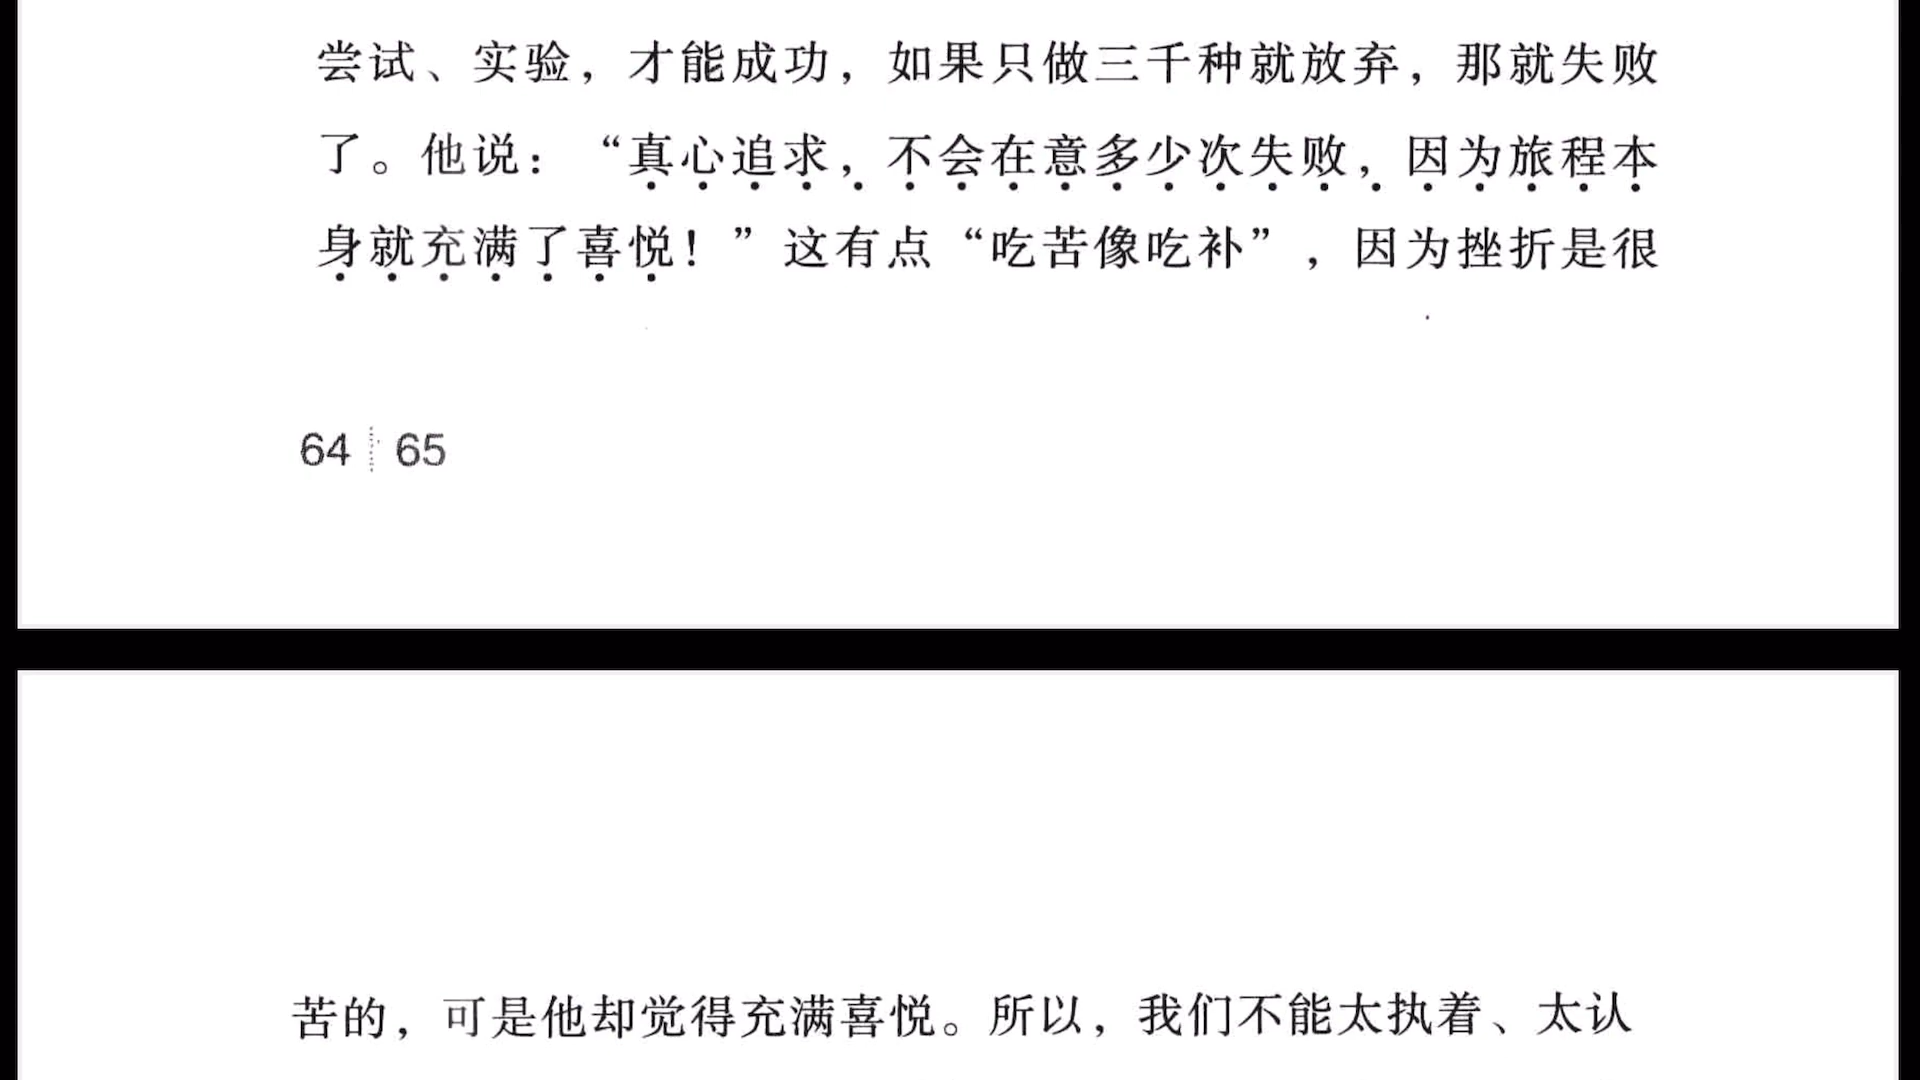 尝试、实验，才能成功，如果只做三千种就放弃，那就失败
了。他说：“真心追求，不会在意多少次失败，因为旅程本
身就充满了喜悦！”这有点“吃苦像吃补”，因为挫折是很
64 65
苦的，可是他却觉得充满喜悦。所以，我们不能太执着、太认